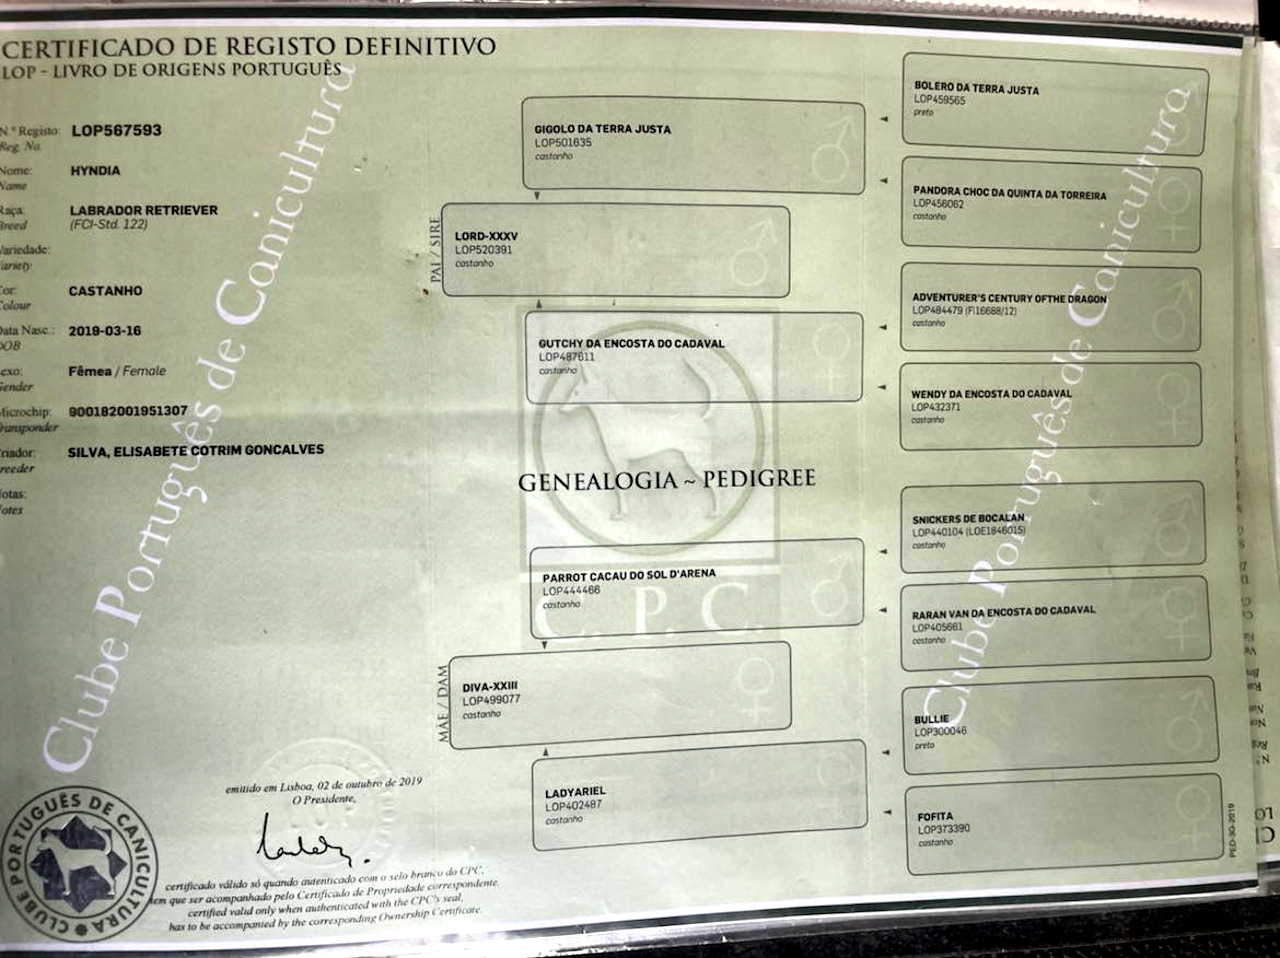 CERTIFICADO DE REGISTO DEFINITIVO
LOP - LIVRO DE ORIGENS PORTUGUÊS
N.º Registo: LOP567593
Reg. No.
Nome: HYNDIA
Name
Raça: LABRADOR RETRIEVER
Breed (FCI-Std. 122)
Variedade:
Variety
Cor: CASTANHO
Colour
Data Nasc.: 2019-03-16
DOB
Sexo: Fêmea / Female
Gender
Microchip: 900182001951307
Transponder
Criador: SILVA, ELISABETE COTRIM GONCALVES
Breeder
Notas:
Notes
Clube Português de Canicultura
GIGOLO DA TERRA JUSTA
LOP501635
castanho
PAI / SIRE
LORD-XXXV
LOP520391
castanho
GUTCHY DA ENCOSTA DO CADAVAL
LOP487611
castanho
GENEALOGIA ~ PEDIGREE
C. P. C.
PARROT CACAU DO SOL D'ARENA
LOP444466
castanho
MÃE / DAM
DIVA-XXIII
LOP499077
castanho
LADYARIEL
LOP402487
castanho
BOLERO DA TERRA JUSTA
LOP459565
preto
PANDORA CHOC DA QUINTA DA TORREIRA
LOP456062
castanho
ADVENTURER'S CENTURY OFTHE DRAGON
LOP484479 (FI16688/12)
castanho
WENDY DA ENCOSTA DO CADAVAL
LOP432371
castanho
SNICKERS DE BOCALAN
LOP440104 (LOE1846015)
castanho
RARAN VAN DA ENCOSTA DO CADAVAL
LOP405661
castanho
BULLIE
LOP300046
preto
FOFITA
LOP373390
castanho
Clube Português de Canicultura
PED-3G-2019
emitido em Lisboa, 02 de outubro de 2019
O Presidente,
certificado válido só quando autenticado com o selo branco do CPC,
tem que ser acompanhado pelo Certificado de Propriedade correspondente.
certified valid only when authenticated with the CPC's seal,
has to be accompanied by the corresponding Ownership Certificate.
CLUBE PORTUGUÊS DE CANICULTURA